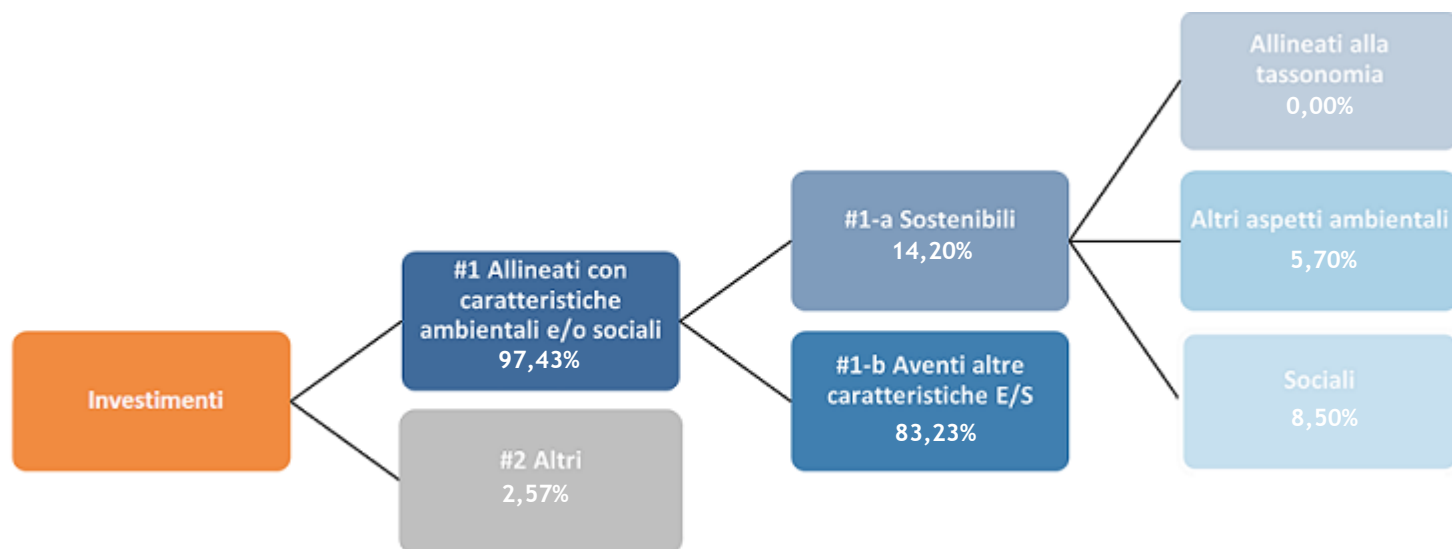 Investimenti
#1 Allineati con
caratteristiche
ambientali e/o sociali
97,43%
#2 Altri
2,57%
#1-a Sostenibili
14,20%
#1-b Aventi altre
caratteristiche E/S
83,23%
Allineati alla
tassonomia
0,00%
Altri aspetti ambientali
5,70%
Sociali
8,50%